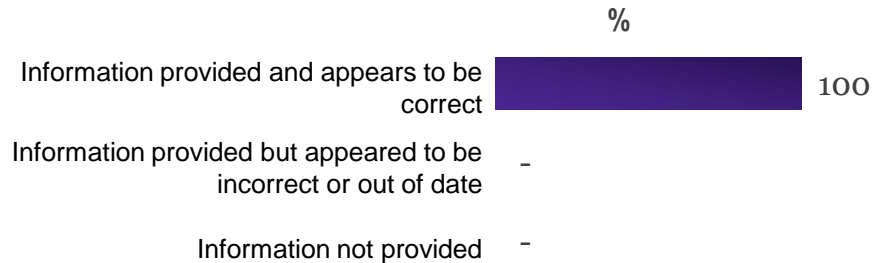 %
Information provided and appears to be
correct
100
Information provided but appeared to be
incorrect or out of date
-
Information not provided
-